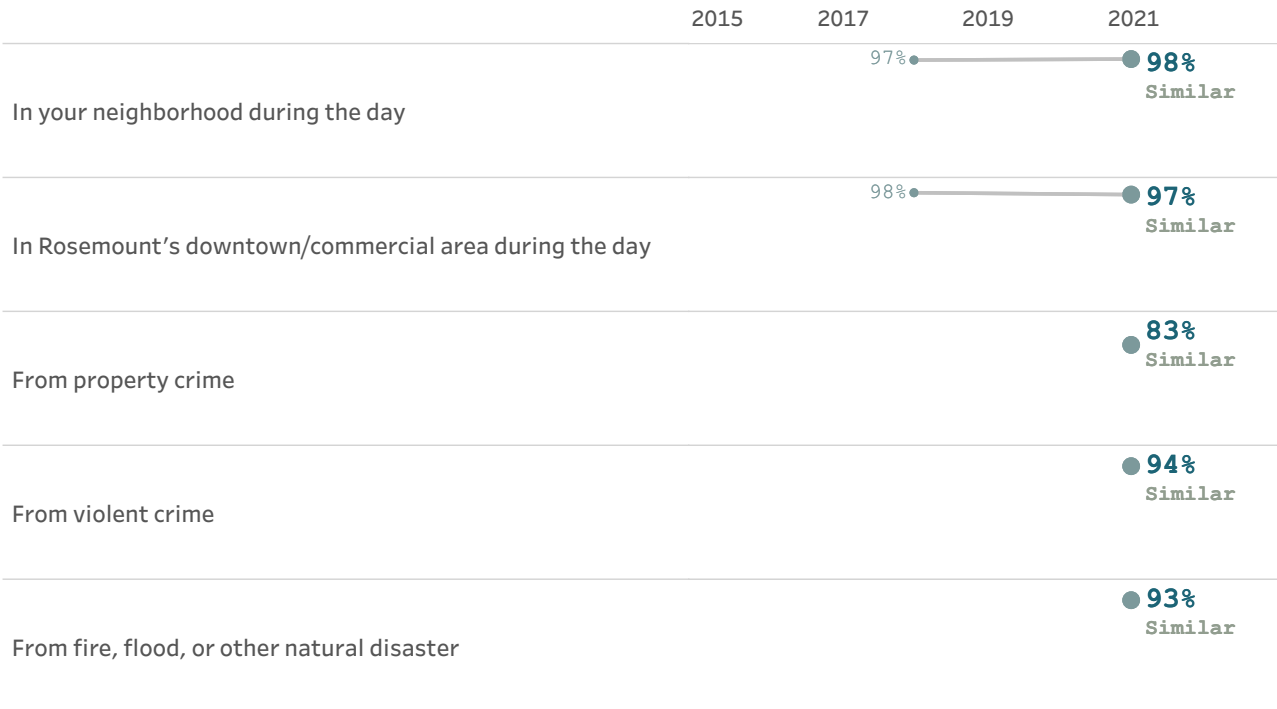 2015 2017 2019 2021
97% 98%
Similar
In your neighborhood during the day
98% 97%
Similar
In Rosemount’s downtown/commercial area during the day
83%
Similar
From property crime
94%
Similar
From violent crime
93%
Similar
From fire, flood, or other natural disaster